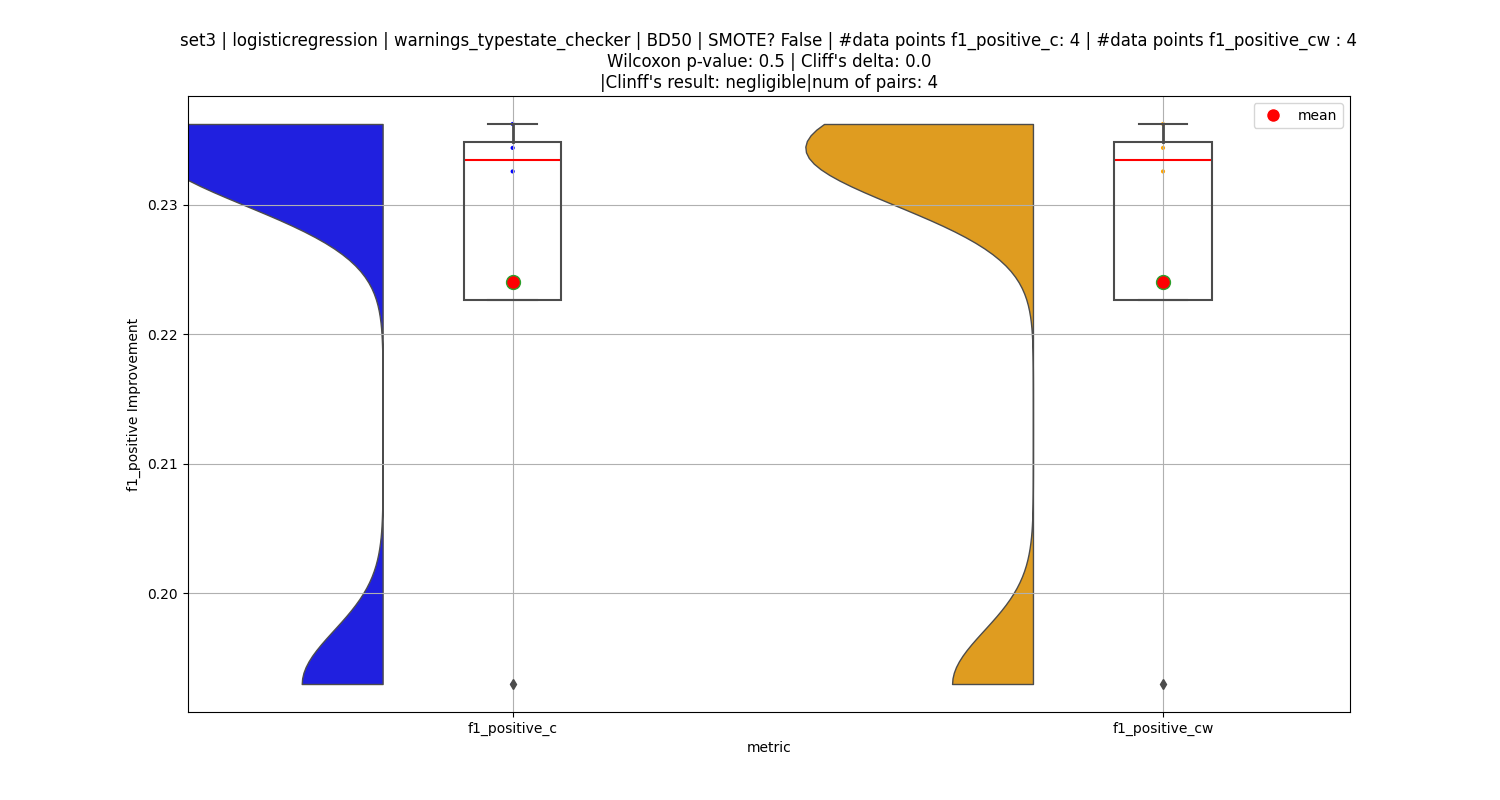 set3 | logisticregression | warnings_typestate_checker | BD50 | SMOTE? False | #data points f1_positive_c: 4 | #data points f1_positive_cw : 4
Wilcoxon p-value: 0.5 | Cliff's delta: 0.0
|Clinff's result: negligible|num of pairs: 4
mean
0.23
0.22
0.21
0.20
f1_positive Improvement
f1_positive_c
f1_positive_cw
metric